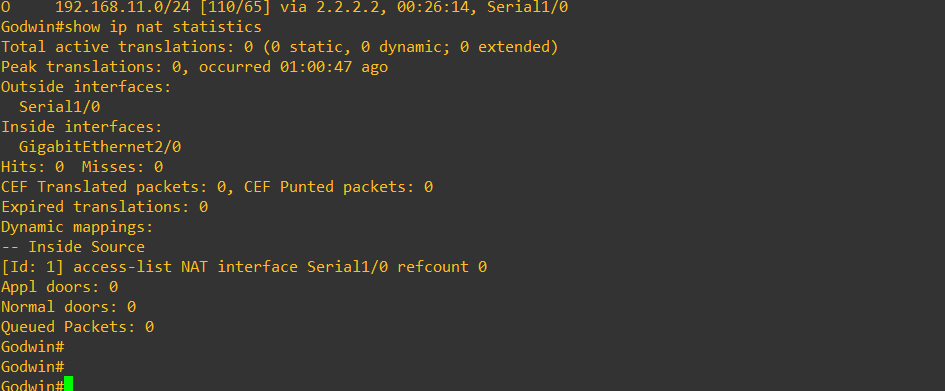 O     192.168.11.0/24 [110/65] via 2.2.2.2, 00:26:14, Serial1/0
Godwin#show ip nat statistics
Total active translations: 0 (0 static, 0 dynamic; 0 extended)
Peak translations: 0, occurred 01:00:47 ago
Outside interfaces:
  Serial1/0
Inside interfaces:
  GigabitEthernet2/0
Hits: 0  Misses: 0
CEF Translated packets: 0, CEF Punted packets: 0
Expired translations: 0
Dynamic mappings:
-- Inside Source
[Id: 1] access-list NAT interface Serial1/0 refcount 0
Appl doors: 0
Normal doors: 0
Queued Packets: 0
Godwin#
Godwin#
Godwin#